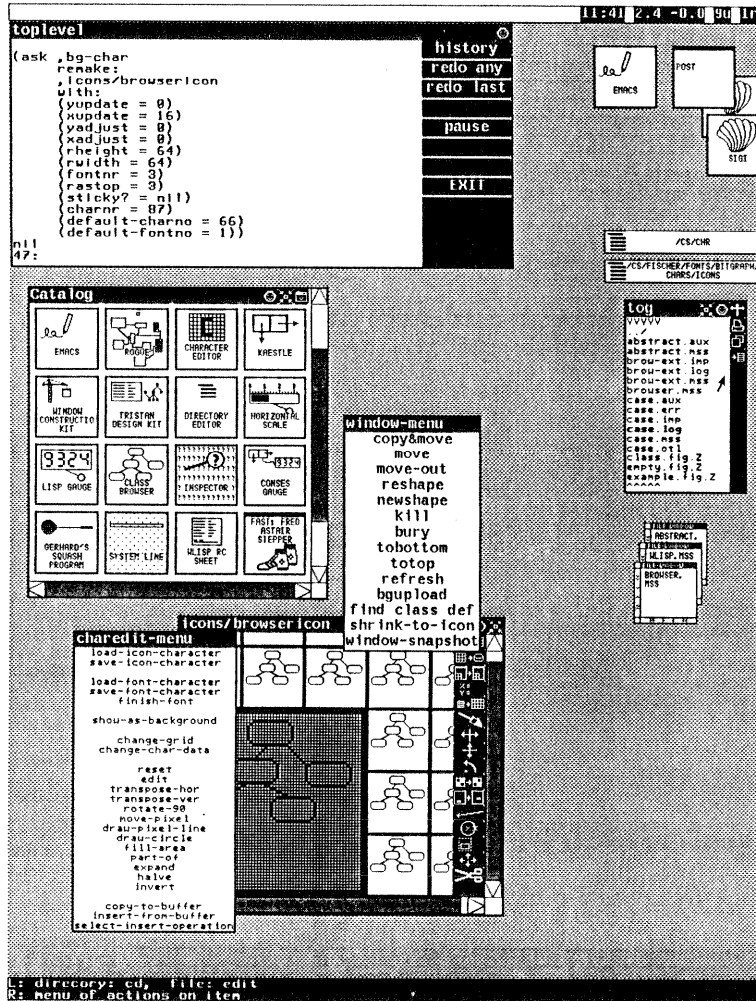 11:41 2.4 -0.0 9u
toplevel
(ask ,bg-char
remake:
,icons/browsericon
with:
(yupdate = 0)
(xupdate = 16)
(yadjust = 0)
(xadjust = 0)
(rheight = 64)
(rwidth = 64)
(fontnr = 3)
(rastop = 3)
(sticky? = nil)
(charnr = 87)
(default-charno = 66)
(default-fontno = 1))
nil
47:
history
redo any
redo last
pause
EXIT
EMACS
POST
SIGI
/CS/CHR
/CS/FISCHER/FONTS/BITGRAPH
CHARS/ICONS
Catalog
EMACS
ROGUE
CHARACTER
EDITOR
KAESTLE
WINDOW
CONSTRUCTIO
KIT
TRISTAN
DESIGN KIT
DIRECTORY
EDITOR
HORIZONTAL
SCALE
9324
LISP GAUGE
CLASS
BROWSER
INSPECTOR
9324
CONSES
GAUGE
GERHARD'S
SQUASH
PROGRAM
SYSTEM LINE
WLISP RC
SHEET
FAST: FRED
ASTAIR
STEPPER
log
VVVVV
../
abstract.aux
abstract.mss
brow-ext.imp
brow-ext.log
brow-ext.mss
browser.mss
case.aux
case.err
case.imp
case.log
case.mss
case.otl
class.fig.Z
empty.fig.Z
example.fig.Z
^^^^^
window-menu
copy&move
move
move-out
reshape
newshape
kill
bury
tobottom
totop
refresh
bgupload
find class def
shrink-to-icon
window-snapshot
ABSTRACT.
WLISP.MSS
BROWSER.
MSS
icons/browsericon
charedit-menu
load-icon-character
save-icon-character
load-font-character
save-font-character
finish-font
show-as-background
change-grid
change-char-data
reset
edit
transpose-hor
transpose-ver
rotate-90
move-pixel
draw-pixel-line
draw-circle
fill-area
part-of
expand
halve
invert
copy-to-buffer
insert-from-buffer
select-insert-operation
L: direcory: cd,  file: edit
R: menu of actions on item